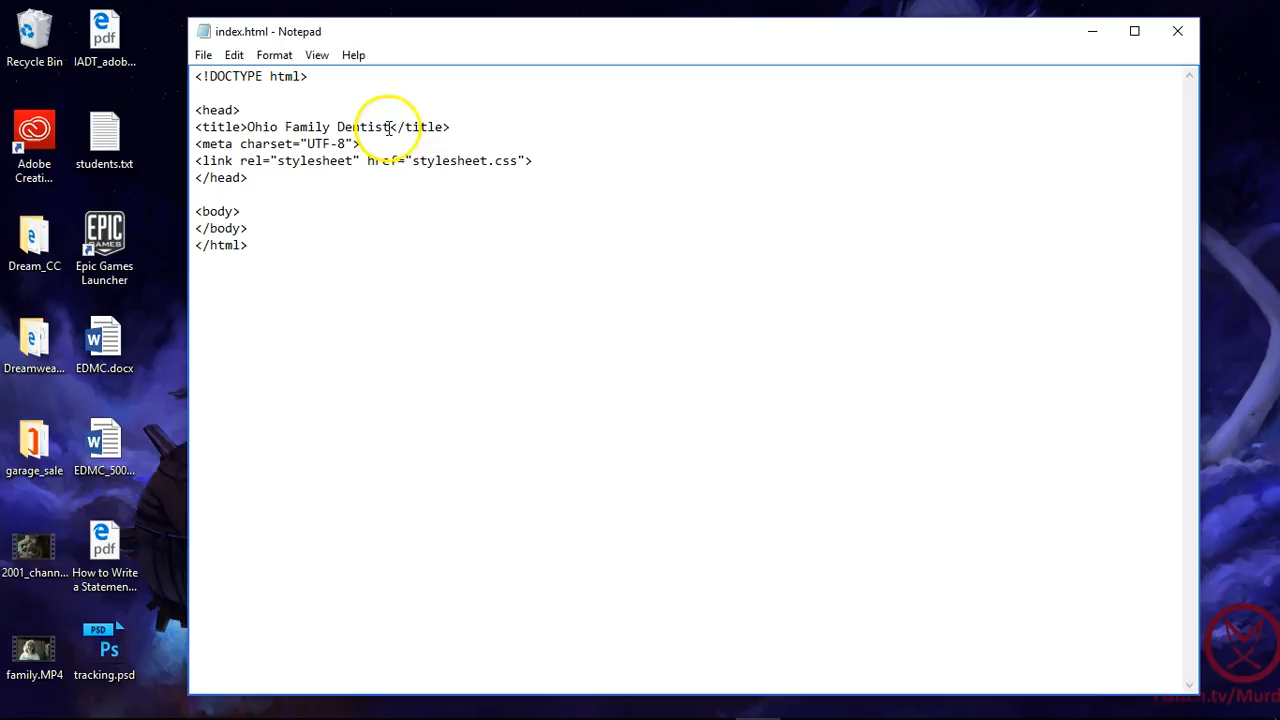 index.html - Notepad
File Edit Format View Help
<!DOCTYPE html>
<head>
<title>Ohio Family Dentist</title>
<meta charset="UTF-8">
<link rel="stylesheet" href="stylesheet.css">
</head>
<body>
</body>
</html>
Recycle Bin
IADT_adob...
Adobe
Creati...
students.txt
Dream_CC
Epic Games
Launcher
Dreamwea...
EDMC.docx
garage_sale
EDMC_500...
2001_chann...
How to Write
a Statemen...
family.MP4
tracking.psd
pdf
EPIC
GAMES
pdf
PSD
Ps